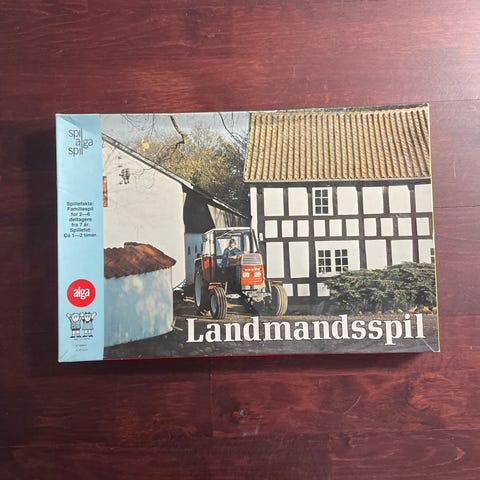 spil
alga
spil
Spillefakta:
Familiespil
for 2—6
deltagere
fra 7 år.
Spilletid:
Ca 1—2 timer.
alga
Landmandsspil